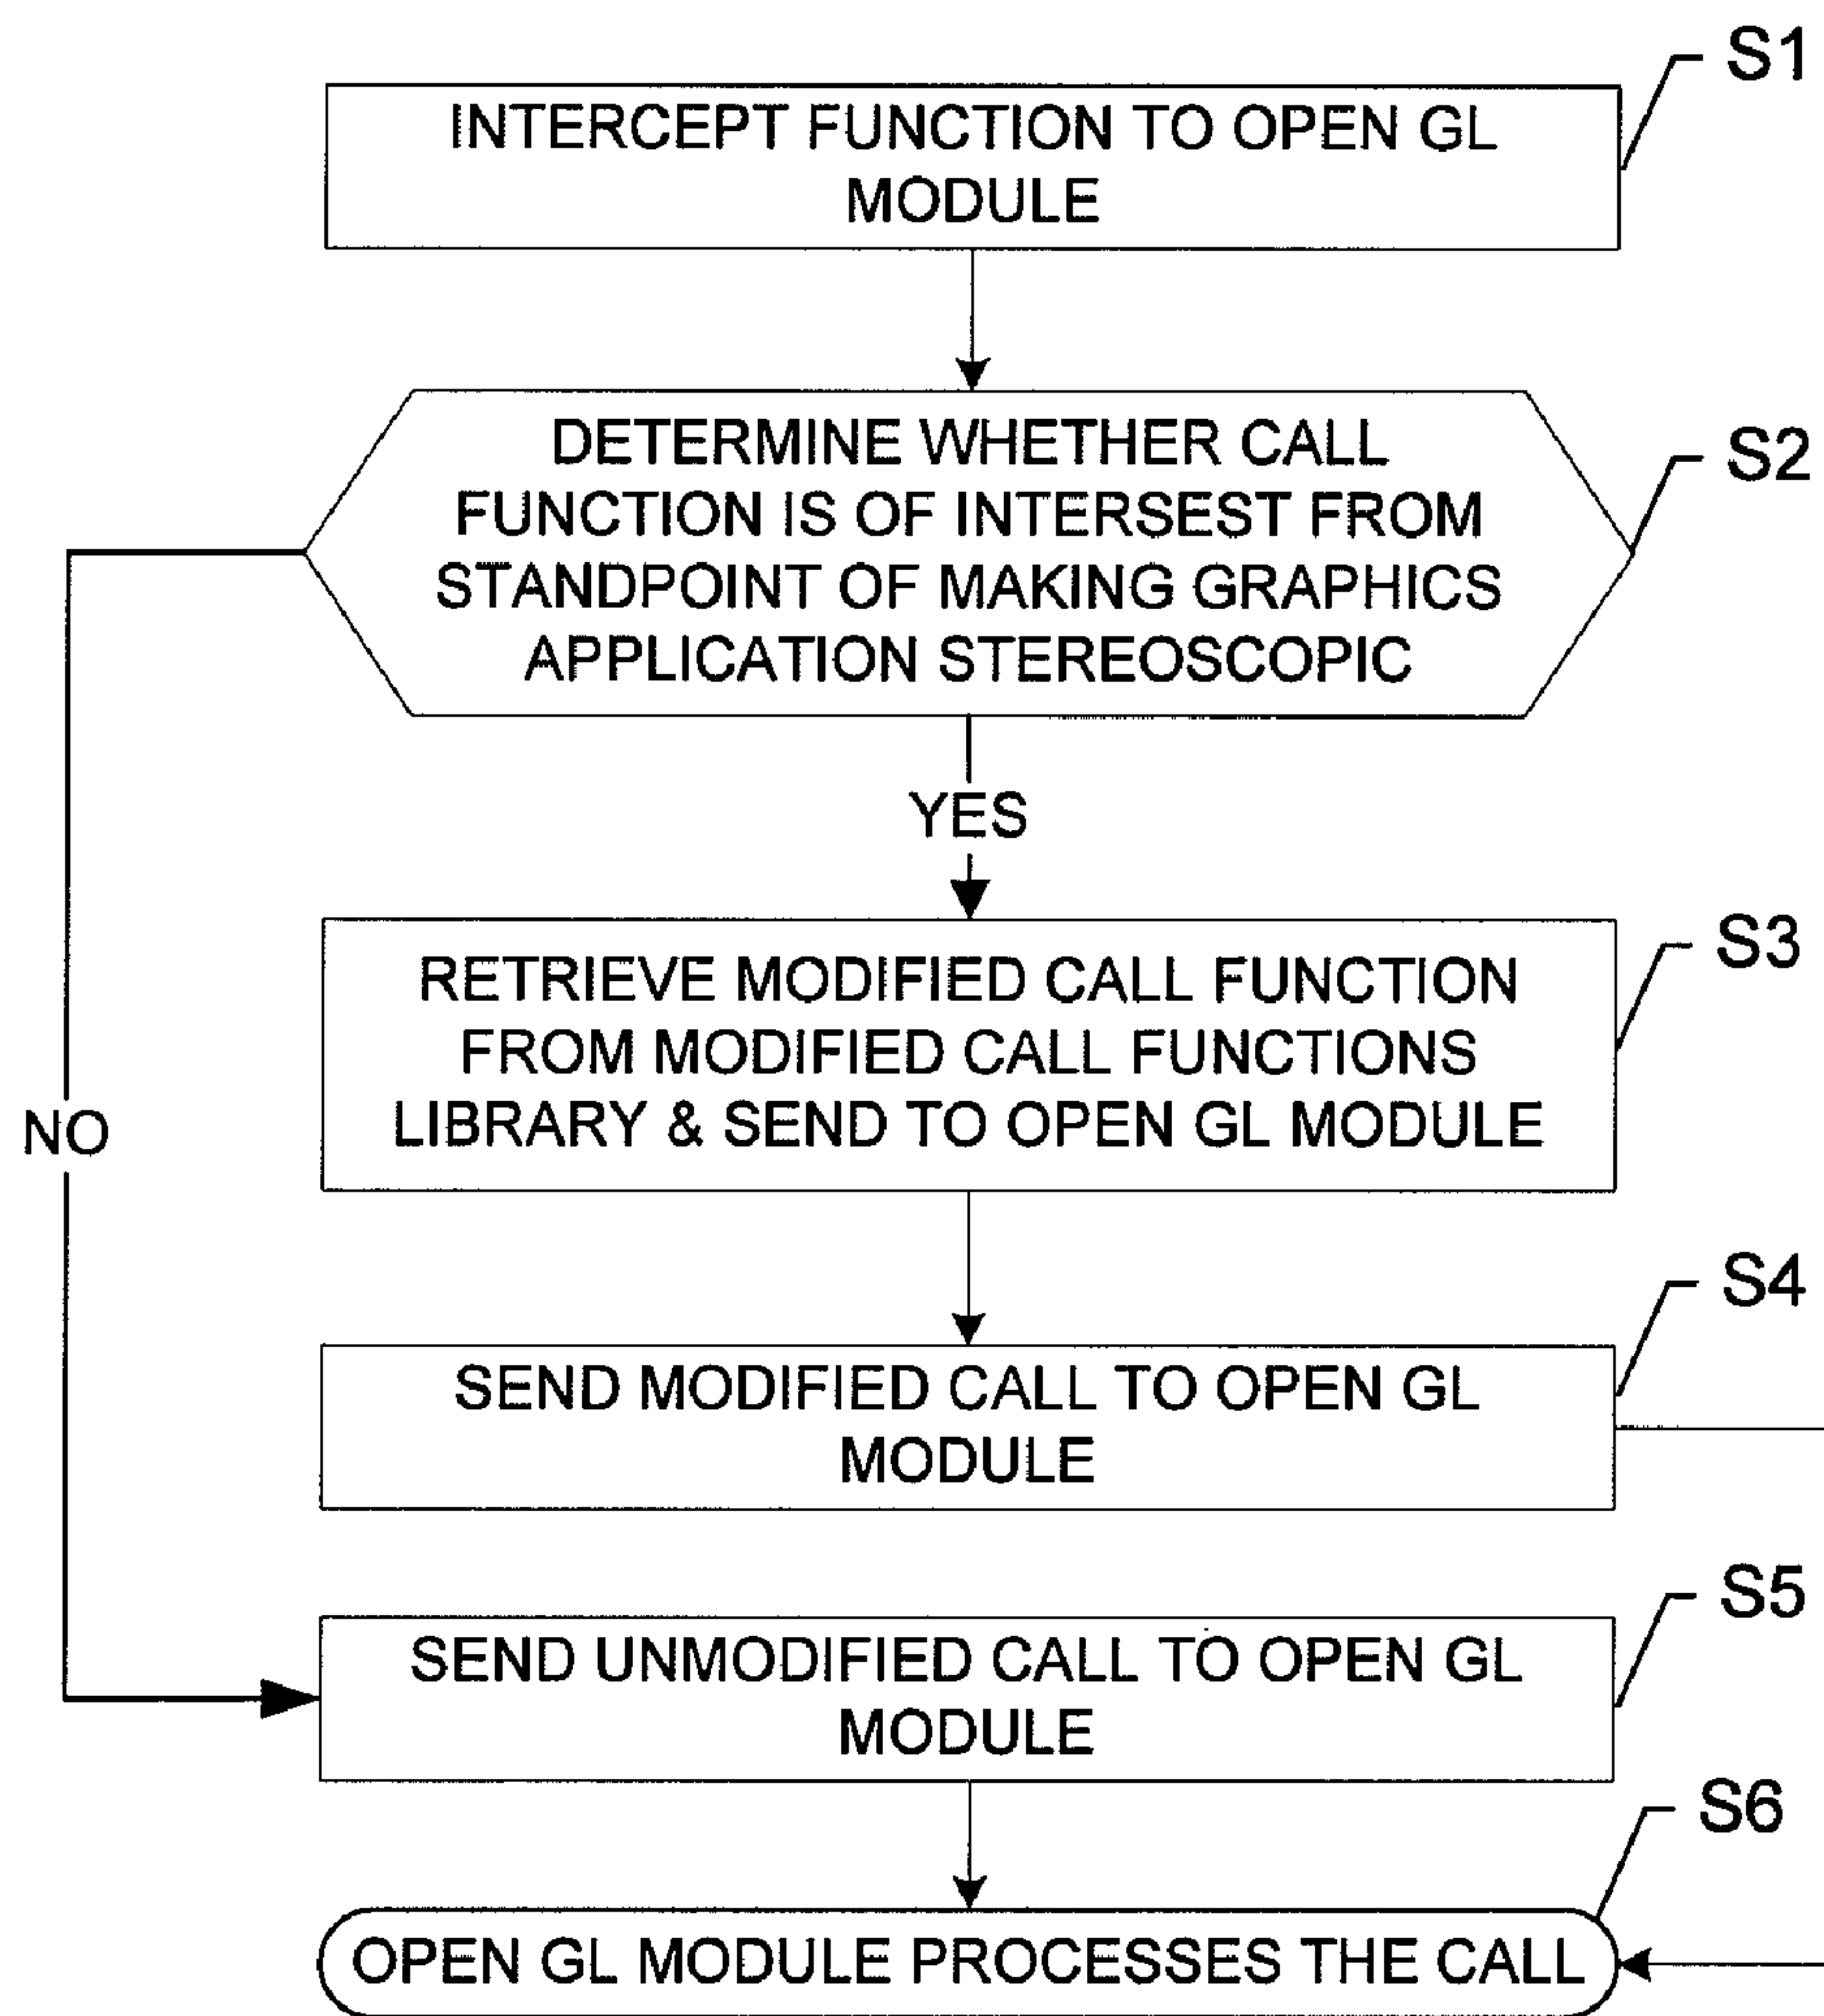 S1
INTERCEPT FUNCTION TO OPEN GL
MODULE
S2
DETERMINE WHETHER CALL
FUNCTION IS OF INTERSEST FROM
STANDPOINT OF MAKING GRAPHICS
APPLICATION STEREOSCOPIC
YES
S3
RETRIEVE MODIFIED CALL FUNCTION
FROM MODIFIED CALL FUNCTIONS
LIBRARY & SEND TO OPEN GL MODULE
NO
S4
SEND MODIFIED CALL TO OPEN GL
MODULE
S5
SEND UNMODIFIED CALL TO OPEN GL
MODULE
S6
OPEN GL MODULE PROCESSES THE CALL